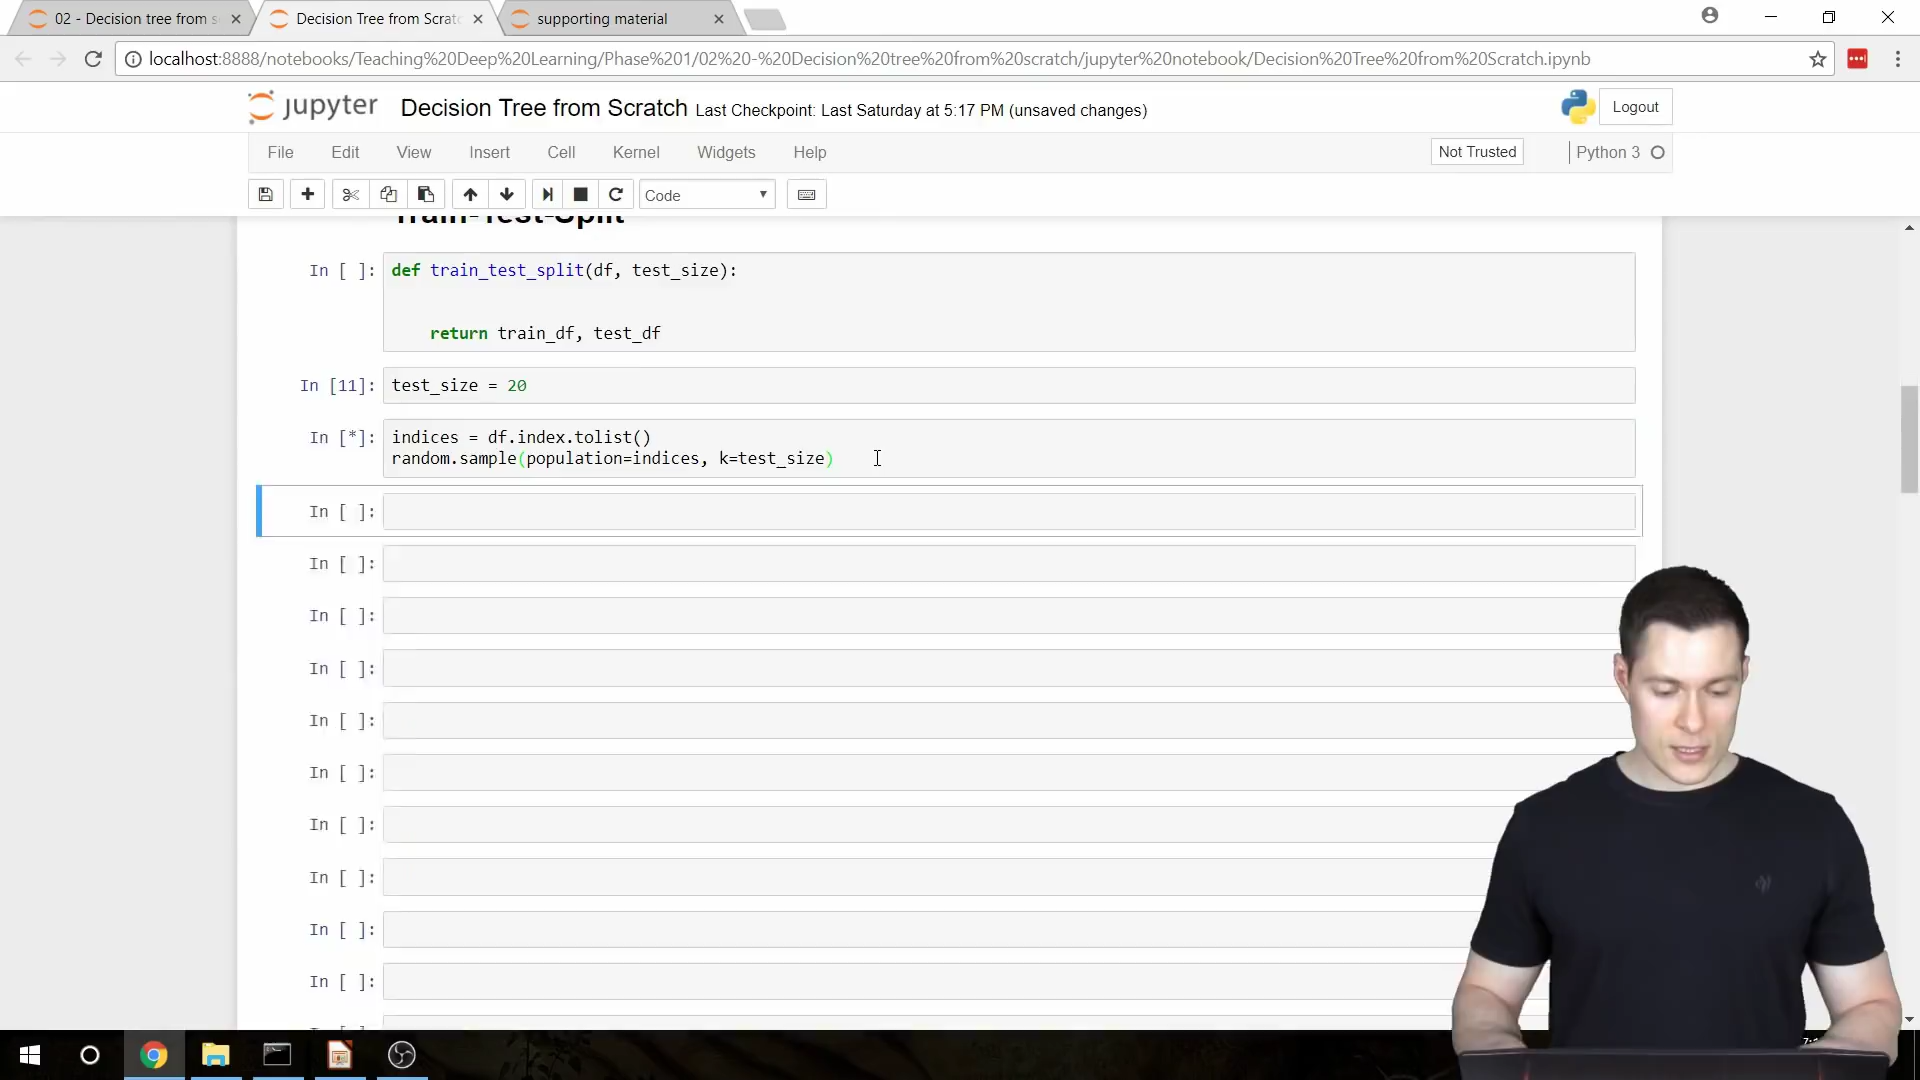 02 - Decision tree from s
Decision Tree from Scratc
supporting material
localhost:8888/notebooks/Teaching%20Deep%20Learning/Phase%201/02%20-%20Decision%20tree%20from%20scratch/jupyter%20notebook/Decision%20Tree%20from%20Scratch.ipynb
jupyter Decision Tree from Scratch Last Checkpoint: Last Saturday at 5:17 PM (unsaved changes)
Logout
File Edit View Insert Cell Kernel Widgets Help
Not Trusted
Python 3
Code
Train-Test-Split
In [ ]: def train_test_split(df, test_size):
return train_df, test_df
In [11]: test_size = 20
In [*]: indices = df.index.tolist()
random.sample(population=indices, k=test_size)
In [ ]:
In [ ]:
In [ ]:
In [ ]:
In [ ]:
In [ ]:
In [ ]:
In [ ]:
In [ ]:
In [ ]: